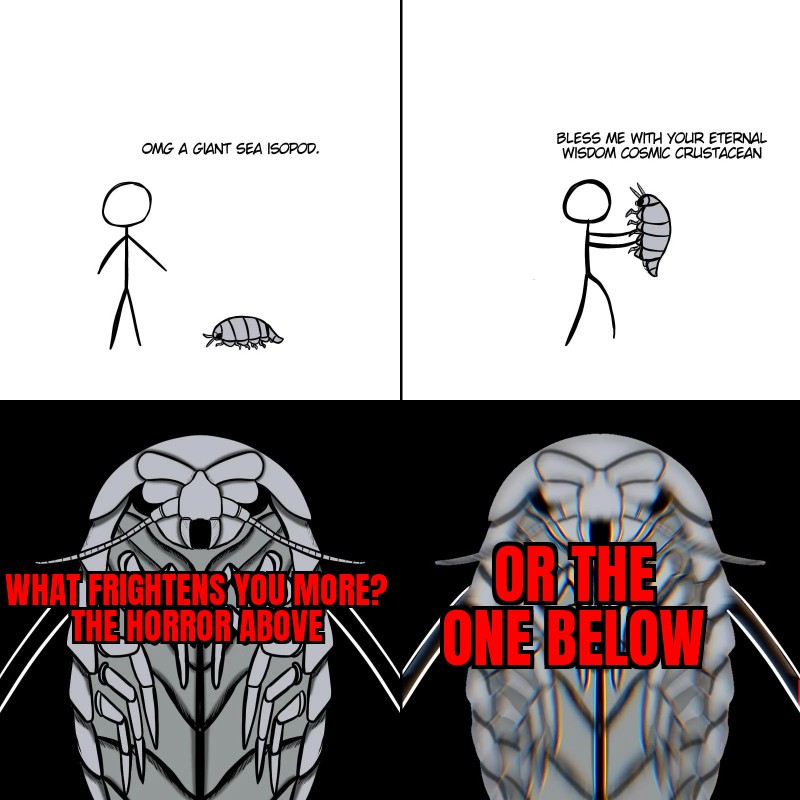 OMG A GIANT SEA ISOPOD.
BLESS ME WITH YOUR ETERNAL
WISDOM COSMIC CRUSTACEAN
WHAT FRIGHTENS YOU MORE?
THE HORROR ABOVE
OR THE
ONE BELOW